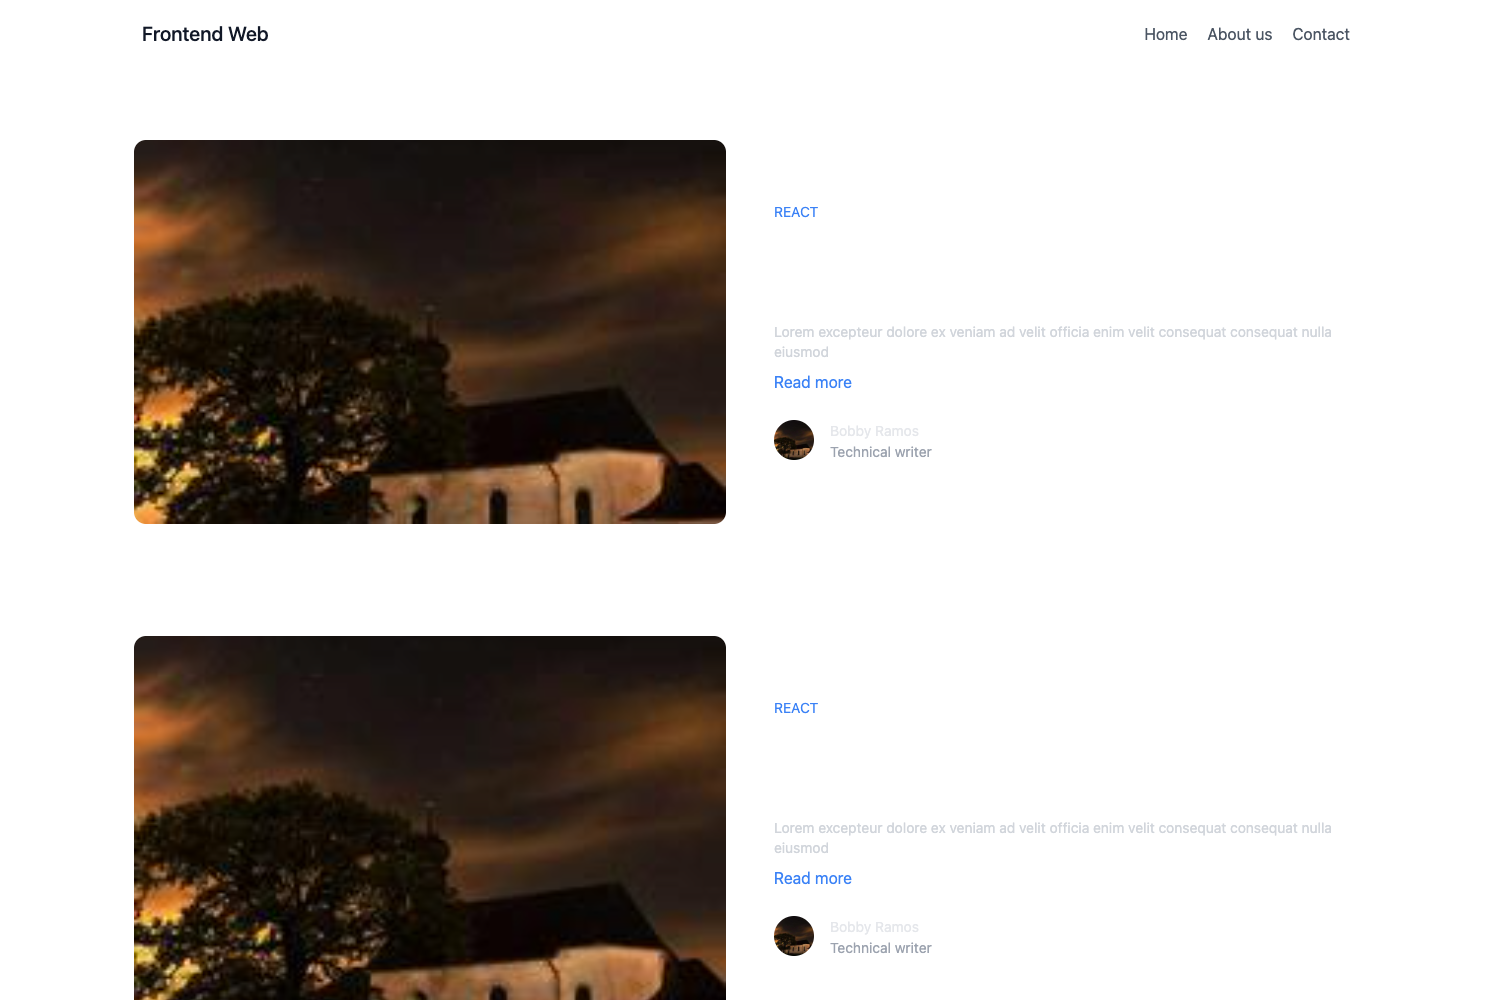 Frontend Web
Home About us Contact
REACT
Lorem excepteur dolore ex veniam ad velit officia enim velit consequat consequat nulla
eiusmod
Read more
Bobby Ramos
Technical writer
REACT
Lorem excepteur dolore ex veniam ad velit officia enim velit consequat consequat nulla
eiusmod
Read more
Bobby Ramos
Technical writer